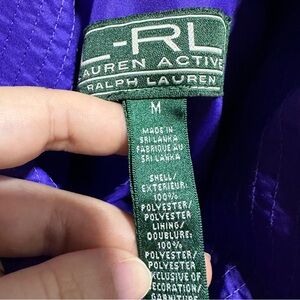 L-RL
LAUREN ACTIVE
RALPH LAUREN
M
MADE IN
SRI LANKA
FABRIQUE AU
SRI LANKA
SHELL/
EXTERIEUR:
100%
POLYESTER/
POLYESTER
LINING/
DOUBLURE:
100%
POLYESTER/
POLYESTER
EXCLUSIVE OF
DECORATION/
GARNITURE